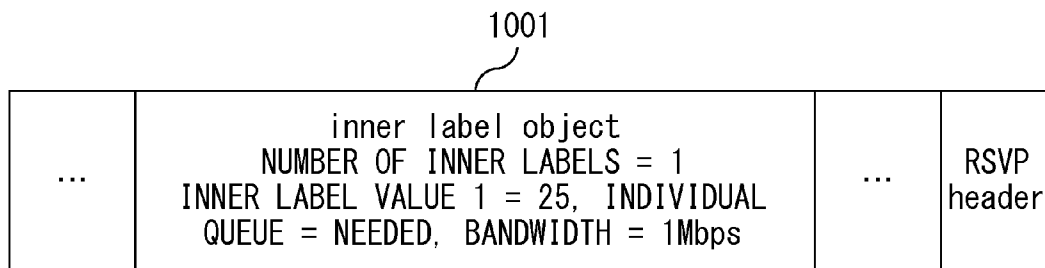 1001
...
inner label object
NUMBER OF INNER LABELS = 1
INNER LABEL VALUE 1 = 25, INDIVIDUAL
QUEUE = NEEDED, BANDWIDTH = 1Mbps
...
RSVP
header